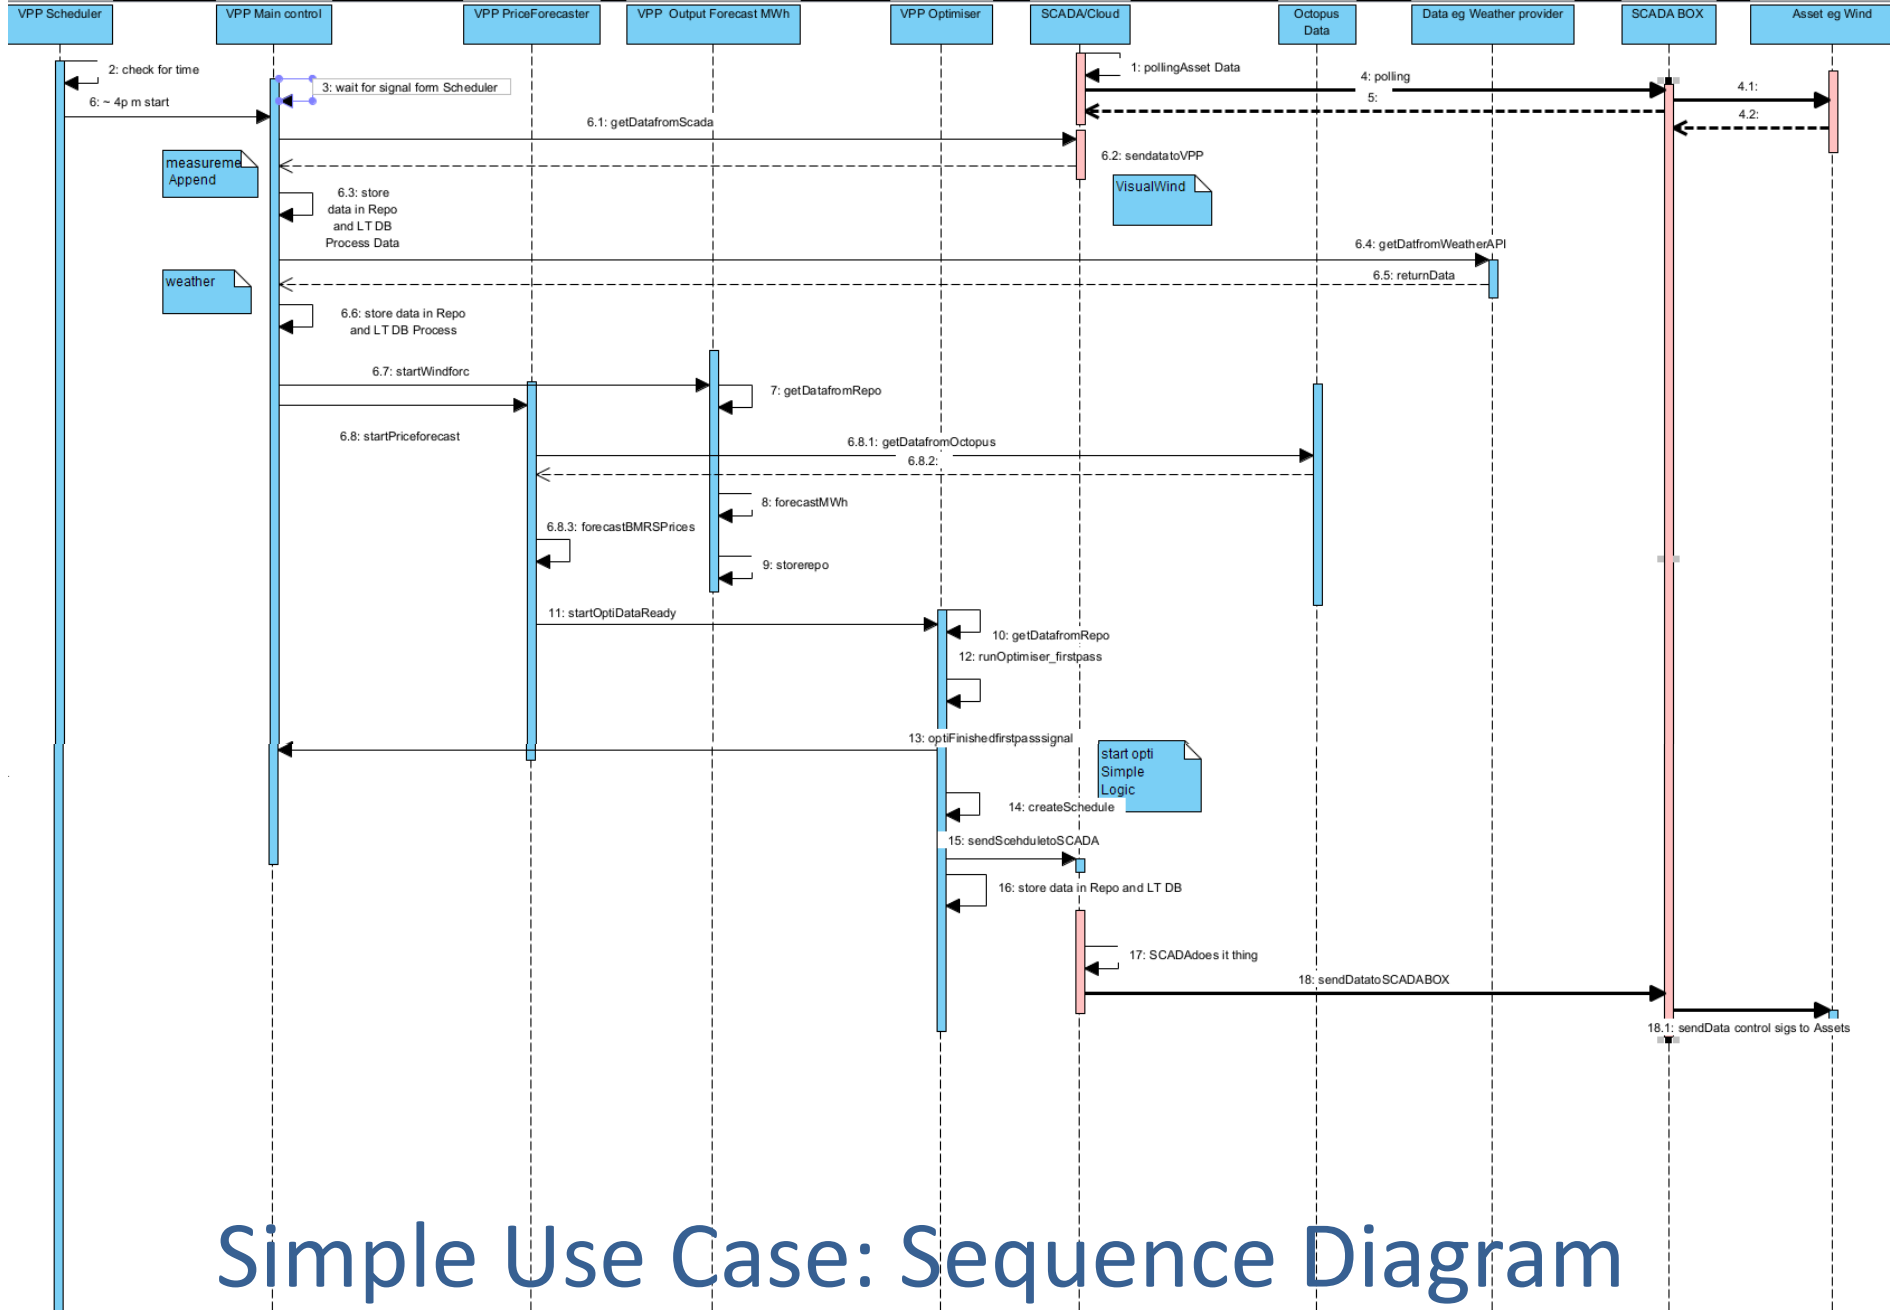 VPP Scheduler
VPP Main control
VPP PriceForecaster
VPP Output Forecast MWh
VPP Optimiser
SCADA/Cloud
Octopus
Data
Data eg Weather provider
SCADA BOX
Asset eg Wind
2: check for time
1: pollingAsset Data
3: wait for signal form Scheduler
4: polling
4.1:
5:
6: ~ 4p m start
4.2:
6.1: getDatafromScada
6.2: sendatatoVPP
measureme
Append
VisualWind
6.3: store
data in Repo
and LT DB
Process Data
6.4: getDatfromWeatherAPI
6.5: returnData
weather
6.6: store data in Repo
and LT DB Process
6.7: startWindforc
7: getDatafromRepo
6.8: startPriceforecast
6.8.1: getDatafromOctopus
6.8.2:
8: forecastMWh
6.8.3: forecastBMRSPrices
9: storerepo
11: startOptiDataReady
10: getDatafromRepo
12: runOptimiser_firstpass
13: optiFinishedfirstpasssignal
start opti
Simple
Logic
14: createSchedule
15: sendScehduletoSCADA
16: store data in Repo and LT DB
17: SCADAdoes it thing
18: sendDatatoSCADABOX
18.1: sendData control sigs to Assets
Simple Use Case: Sequence Diagram